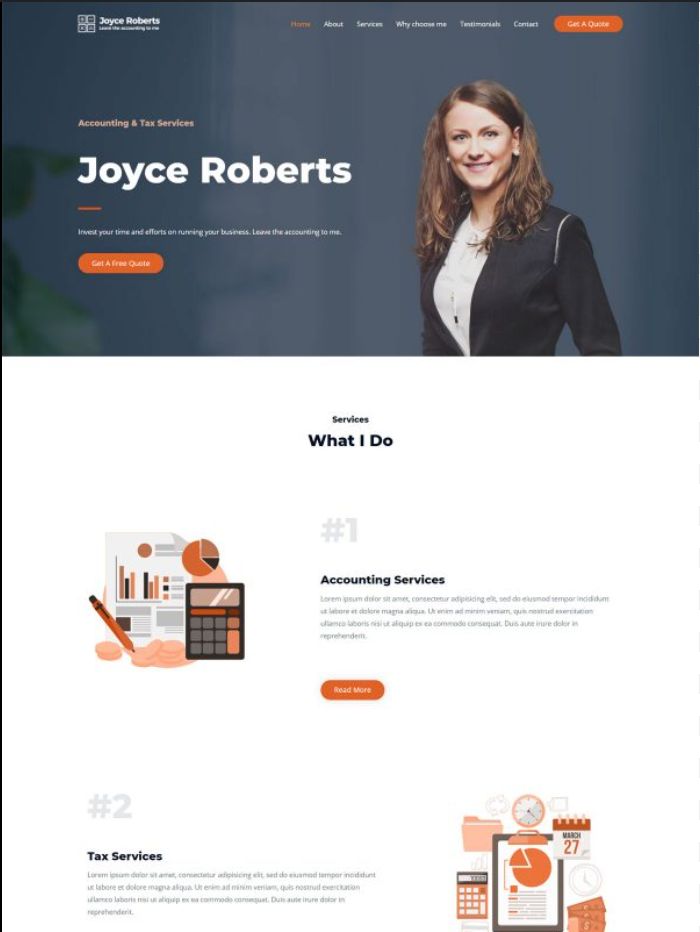 Joyce Roberts
Leave the accounting to me
Home About Services Why choose me Testimonials Contact Get A Quote
Accounting & Tax Services
Joyce Roberts
Invest your time and efforts on running your business. Leave the accounting to me.
Get A Free Quote
Services
What I Do
#1
Accounting Services
Lorem ipsum dolor sit amet, consectetur adipisicing elit, sed do eiusmod tempor incididunt
ut labore et dolore magna aliqua. Ut enim ad minim veniam, quis nostrud exercitation
ullamco laboris nisi ut aliquip ex ea commodo consequat. Duis aute irure dolor in
reprehenderit.
Read More
#2
Tax Services
Lorem ipsum dolor sit amet, consectetur adipisicing elit, sed do eiusmod tempor incididunt
ut labore et dolore magna aliqua. Ut enim ad minim veniam, quis nostrud exercitation
ullamco laboris nisi ut aliquip ex ea commodo consequat. Duis aute irure dolor in
reprehenderit.
MARCH
27